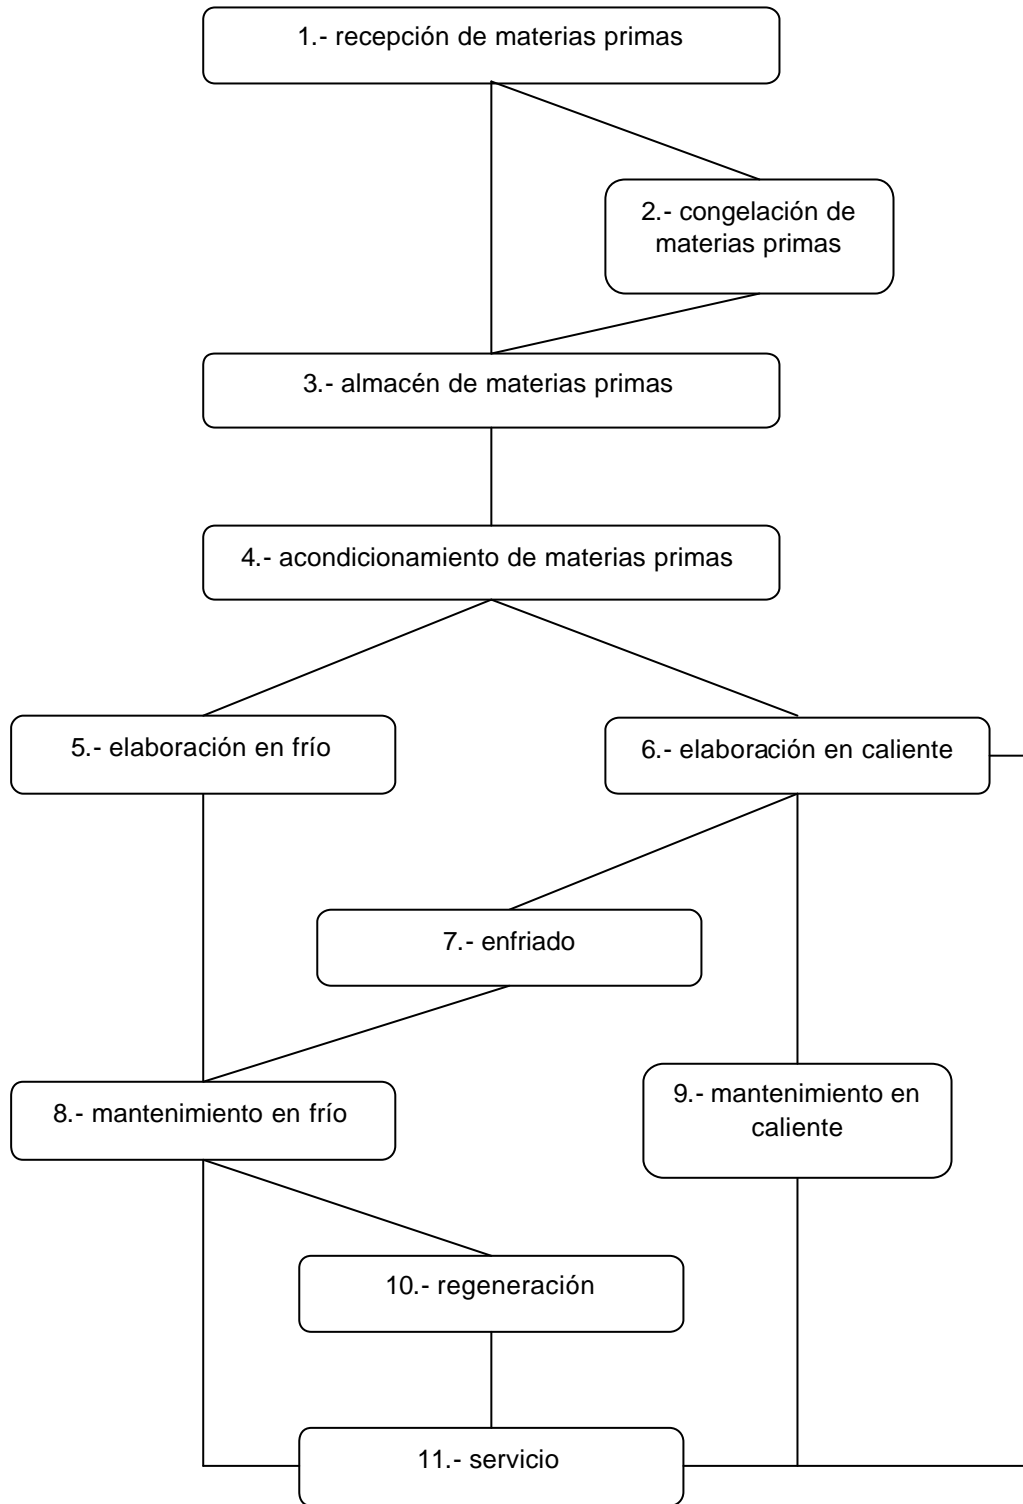 1.- recepción de materias primas
2.- congelación de
materias primas
3.- almacén de materias primas
4.- acondicionamiento de materias primas
5.- elaboración en frío
6.- elaboración en caliente
7.- enfriado
8.- mantenimiento en frío
9.- mantenimiento en
caliente
10.- regeneración
11.- servicio